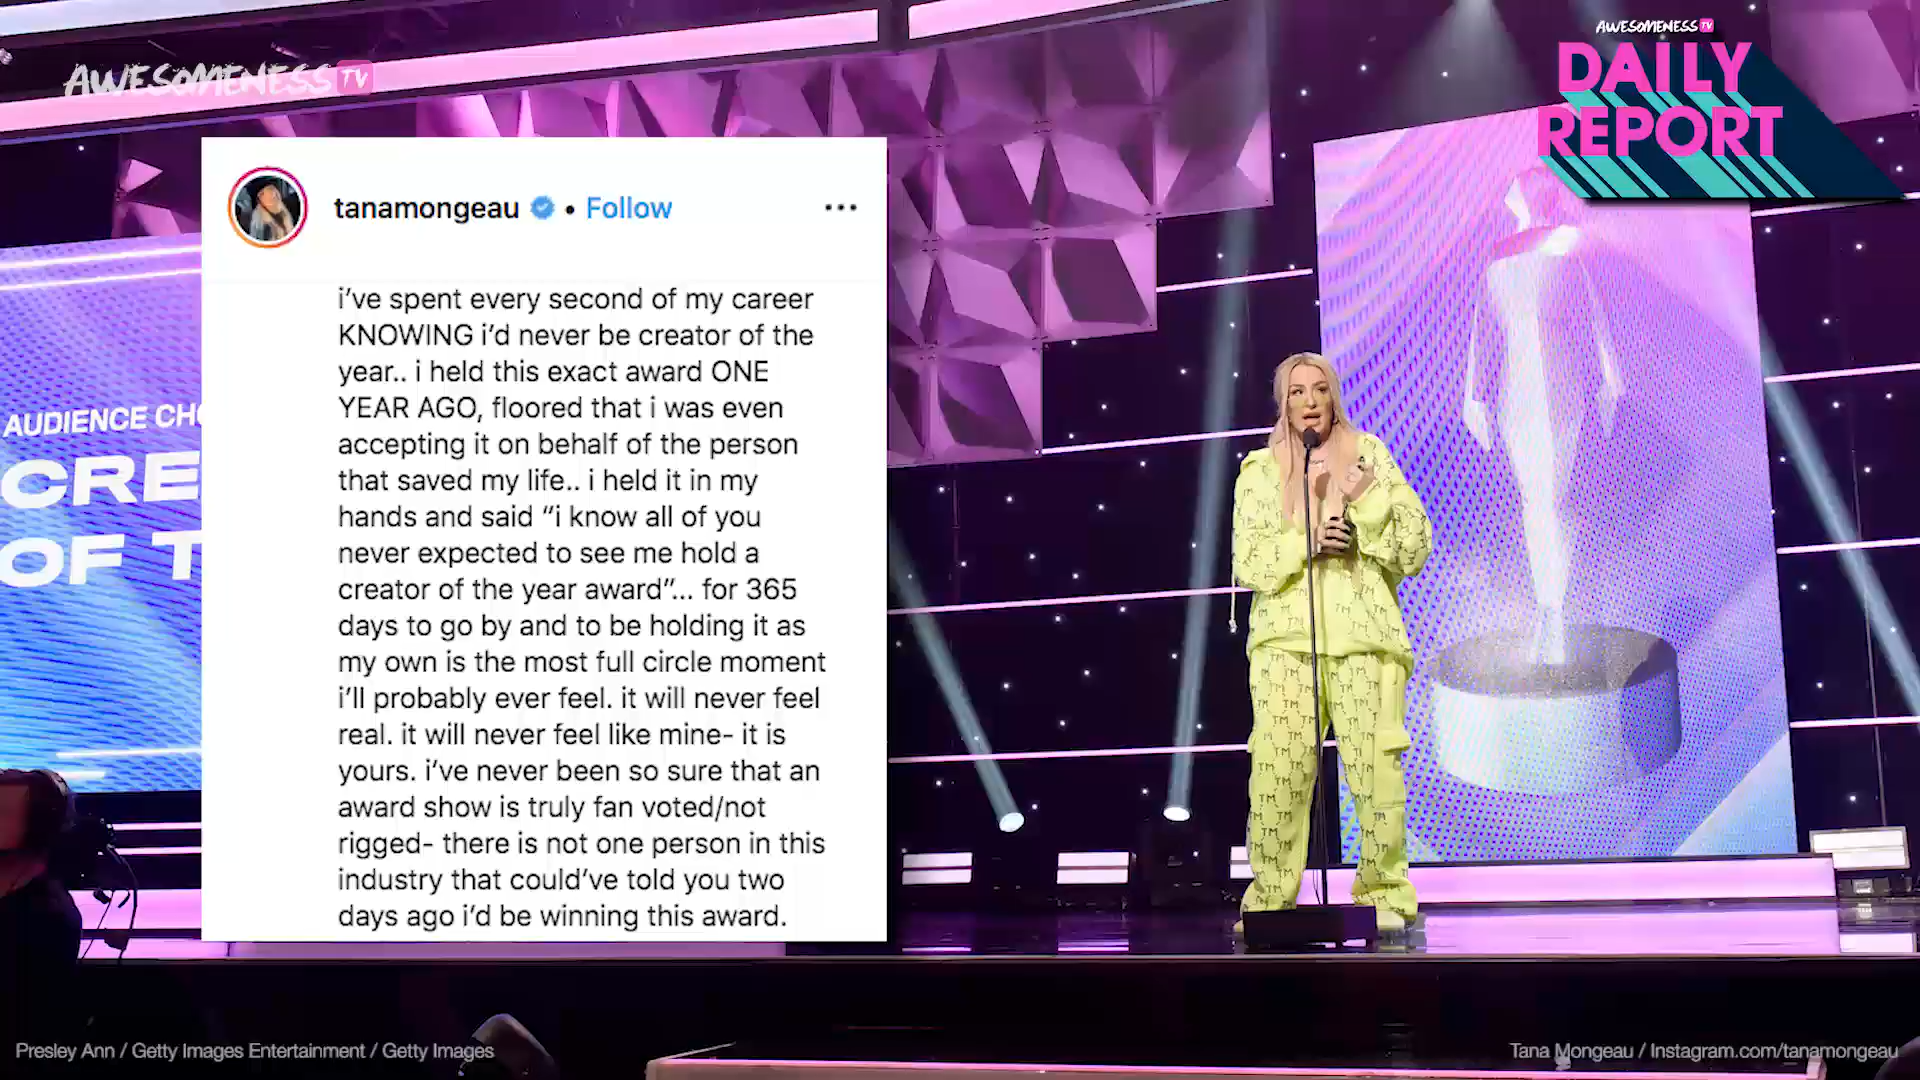 AWESOMENESS TV
AWESOMENESS TV
DAILY
REPORT
tanamongeau • Follow
i’ve spent every second of my career
KNOWING i’d never be creator of the
year.. i held this exact award ONE
YEAR AGO, floored that i was even
accepting it on behalf of the person
that saved my life.. i held it in my
hands and said “i know all of you
never expected to see me hold a
creator of the year award”... for 365
days to go by and to be holding it as
my own is the most full circle moment
i’ll probably ever feel. it will never feel
real. it will never feel like mine- it is
yours. i’ve never been so sure that an
award show is truly fan voted/not
rigged- there is not one person in this
industry that could’ve told you two
days ago i’d be winning this award.
AUDIENCE CHO
CRE
OF T
TM
Presley Ann / Getty Images Entertainment / Getty Images
Tana Mongeau / Instagram.com/tanamongeau